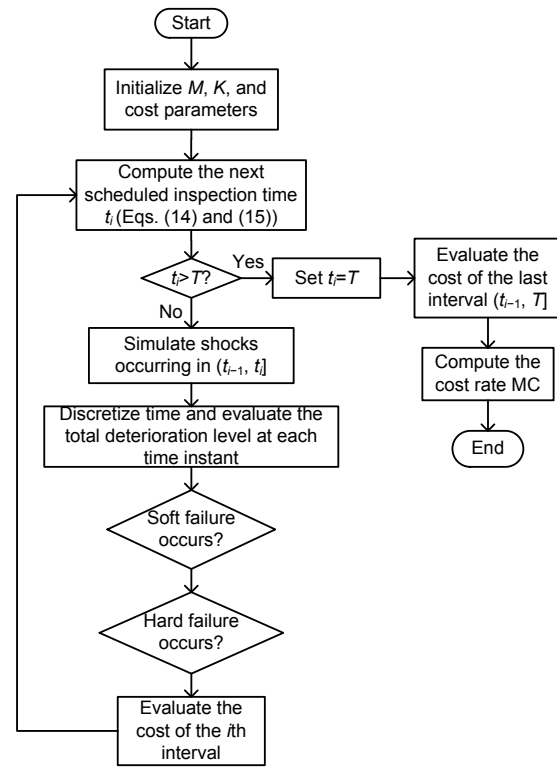 Start
Initialize M, K, and
cost parameters
Compute the next
scheduled inspection time
tᵢ (Eqs. (14) and (15))
tᵢ>T?
Yes
No
Set tᵢ=T
Evaluate the
cost of the last
interval (tᵢ₋₁, T]
Compute the
cost rate MC
End
Simulate shocks
occurring in (tᵢ₋₁, tᵢ]
Discretize time and evaluate the
total deterioration level at each
time instant
Soft failure
occurs?
Hard failure
occurs?
Evaluate the
cost of the ith
interval